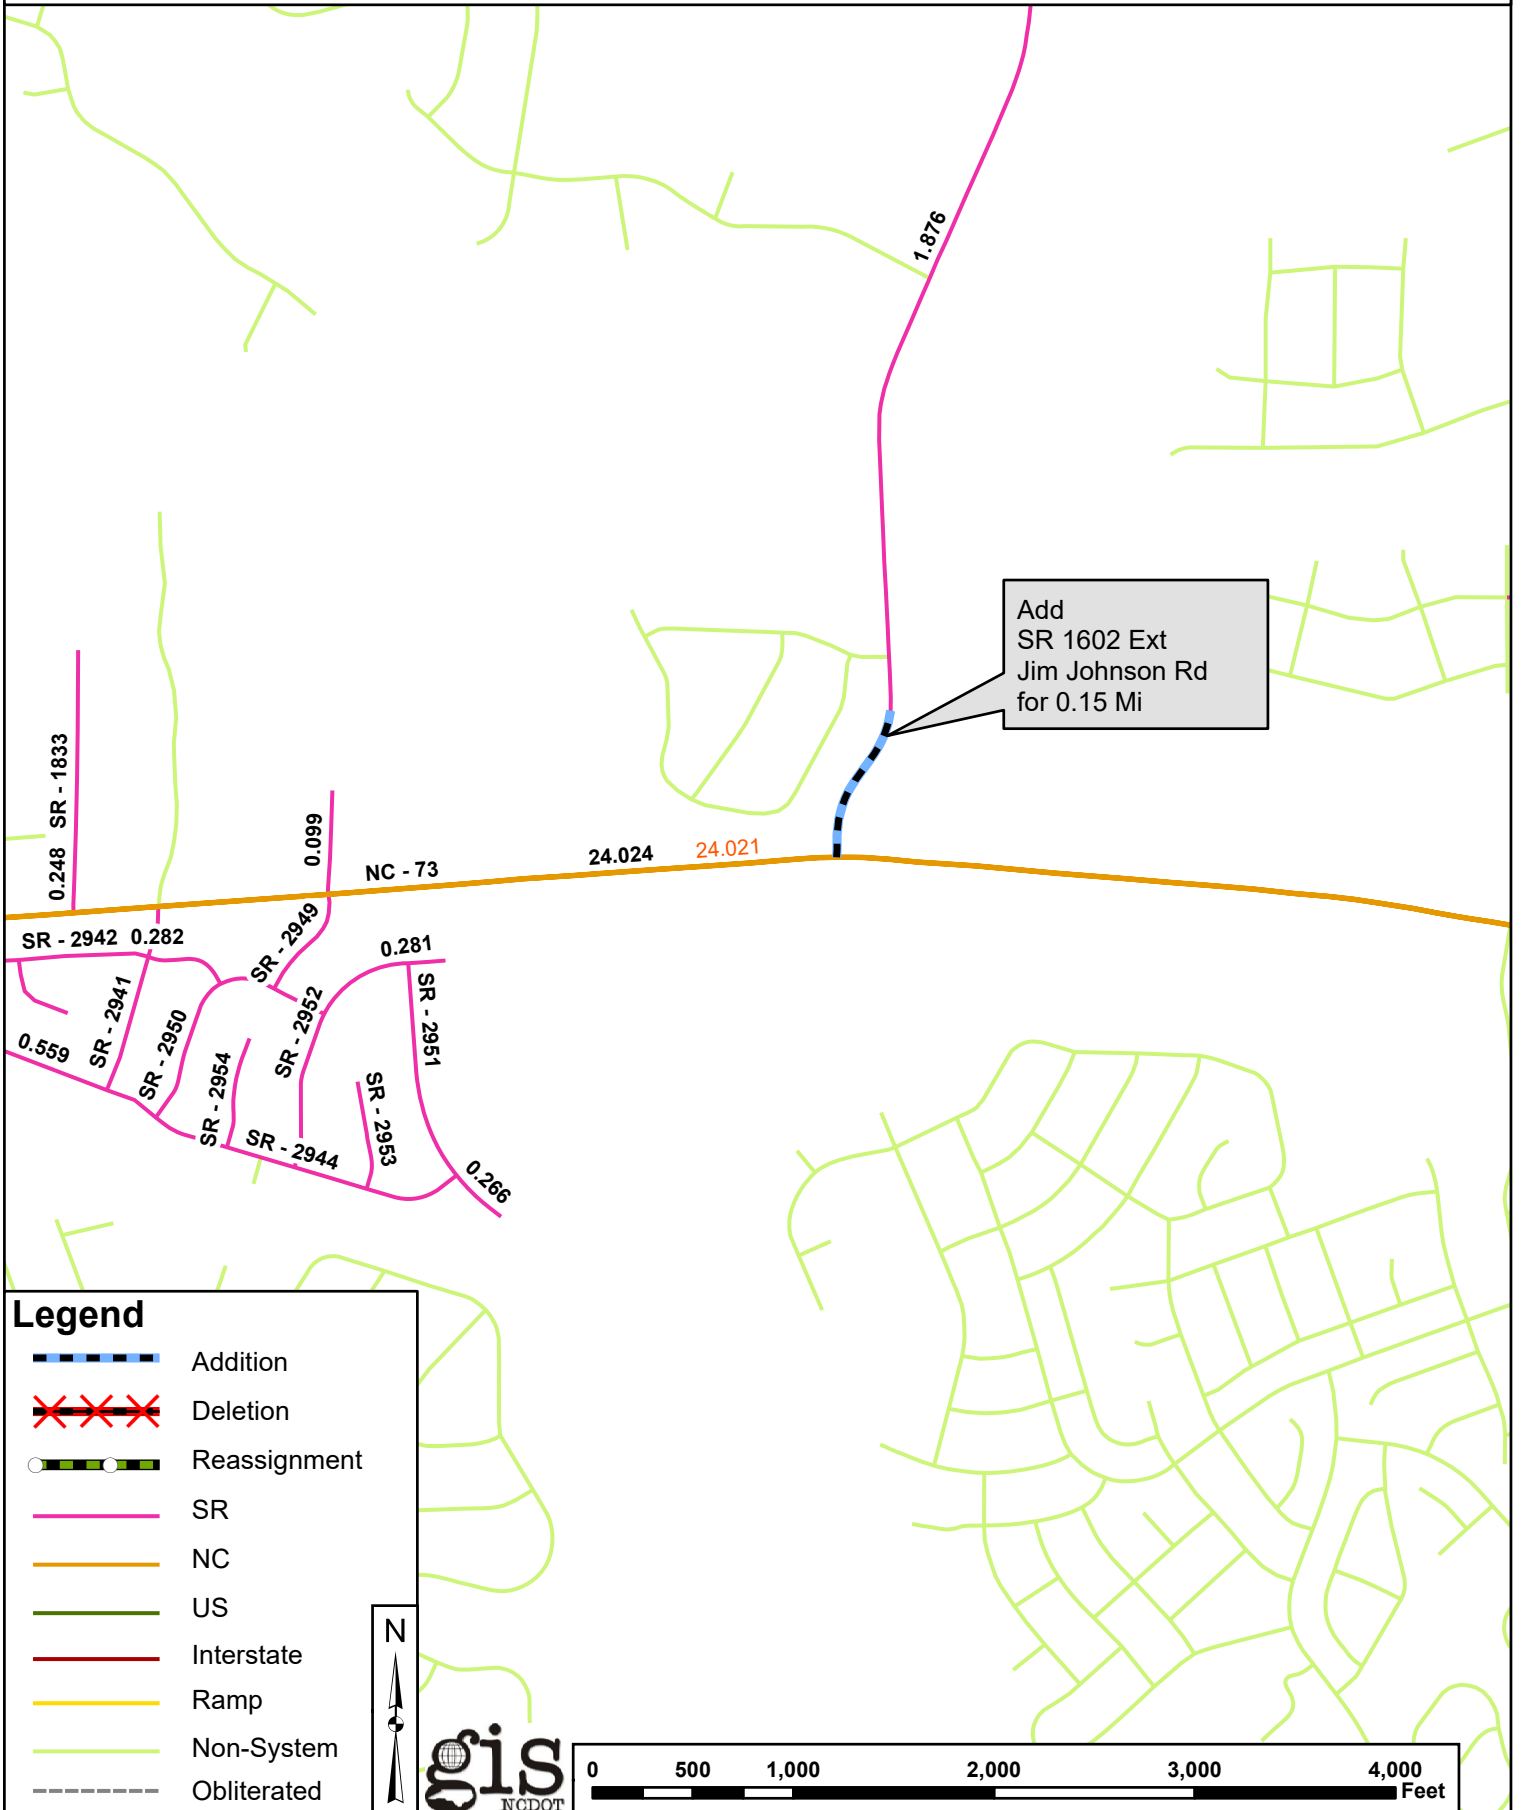 1.876
Add
SR 1602 Ext
Jim Johnson Rd
for 0.15 Mi
0.248 SR - 1833
0.099
NC - 73
24.024
24.021
SR - 2942
0.282
SR - 2949
0.281
SR - 2941
SR - 2950
SR - 2952
SR - 2951
0.559
SR - 2954
SR - 2944
SR - 2953
0.266
Legend
Addition
Deletion
Reassignment
SR
NC
US
Interstate
Ramp
Non-System
Obliterated
N
gis
NCDOT
0 500 1,000 2,000 3,000 4,000
Feet